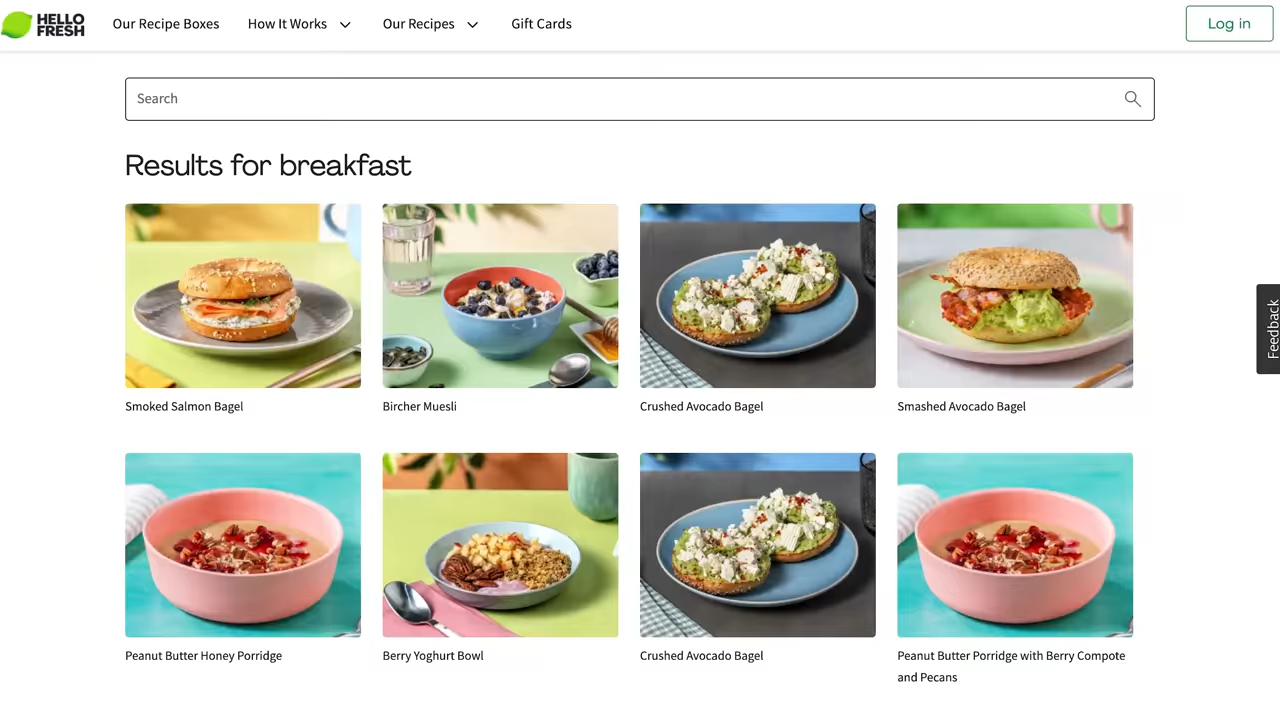 HELLO
FRESH
Our Recipe Boxes
How It Works
Our Recipes
Gift Cards
Log in
Search
Results for breakfast
Smoked Salmon Bagel
Bircher Muesli
Crushed Avocado Bagel
Smashed Avocado Bagel
Peanut Butter Honey Porridge
Berry Yoghurt Bowl
Crushed Avocado Bagel
Peanut Butter Porridge with Berry Compote
and Pecans
Feedback